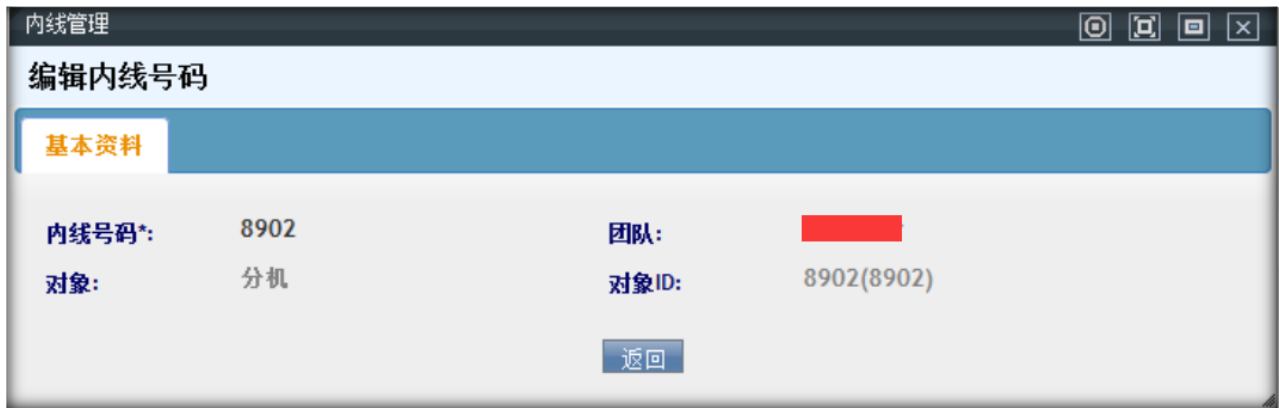 内线管理
编辑内线号码
基本资料
内线号码*: 8902 团队:
对象: 分机 对象ID: 8902(8902)
返回